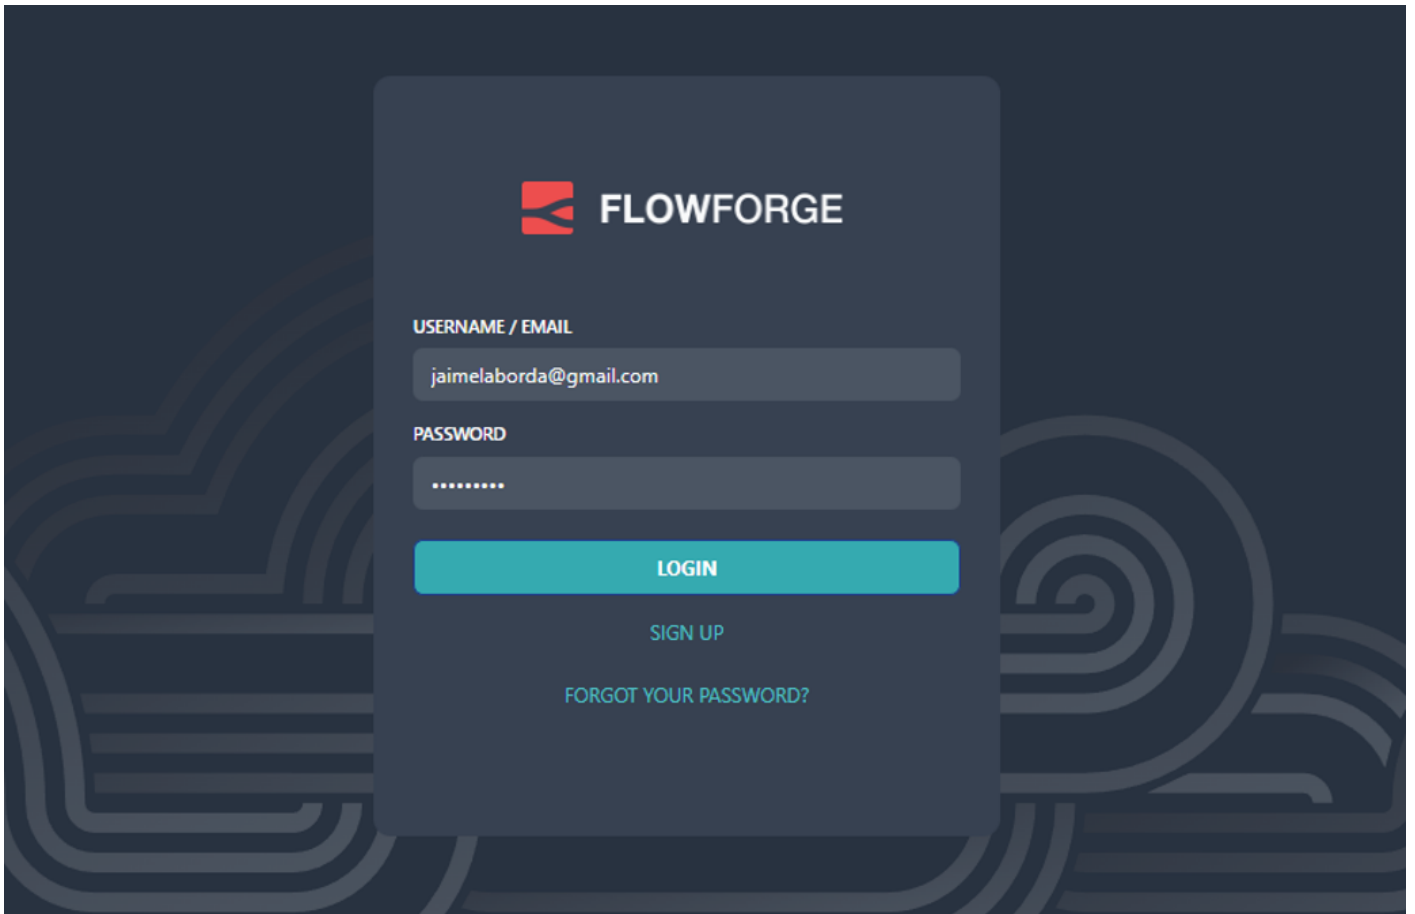 FLOWFORGE
USERNAME / EMAIL
jaimelaborda@gmail.com
PASSWORD
•••••••••
LOGIN
SIGN UP
FORGOT YOUR PASSWORD?